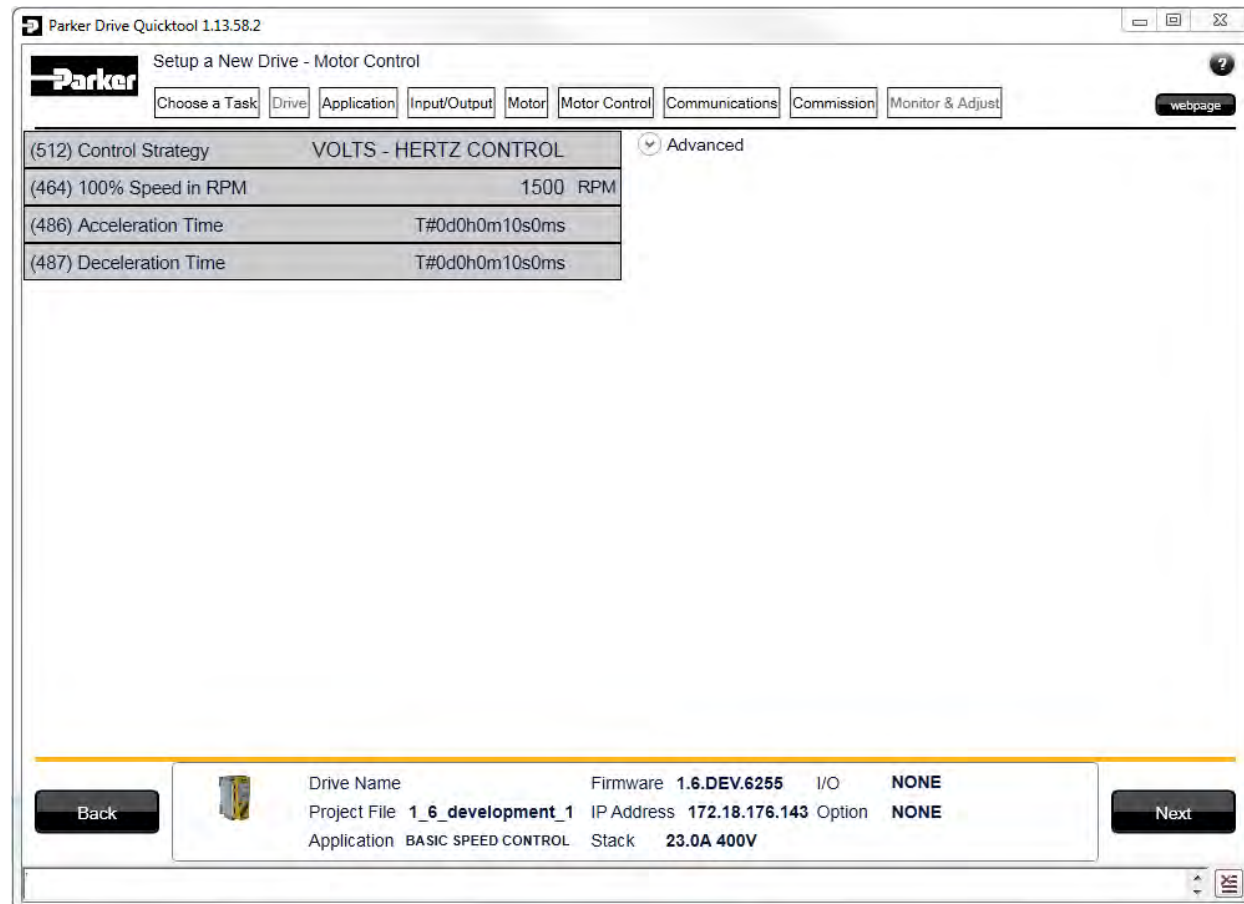 Parker Drive Quicktool 1.13.58.2
Parker
Setup a New Drive - Motor Control
?
Choose a Task Drive Application Input/Output Motor Motor Control Communications Commission Monitor & Adjust
webpage
(512) Control Strategy VOLTS - HERTZ CONTROL
Advanced
(464) 100% Speed in RPM 1500 RPM
(486) Acceleration Time T#0d0h0m10s0ms
(487) Deceleration Time T#0d0h0m10s0ms
Back
Drive Name Firmware 1.6.DEV.6255 I/O NONE
Project File 1_6_development_1 IP Address 172.18.176.143 Option NONE
Application BASIC SPEED CONTROL Stack 23.0A 400V
Next